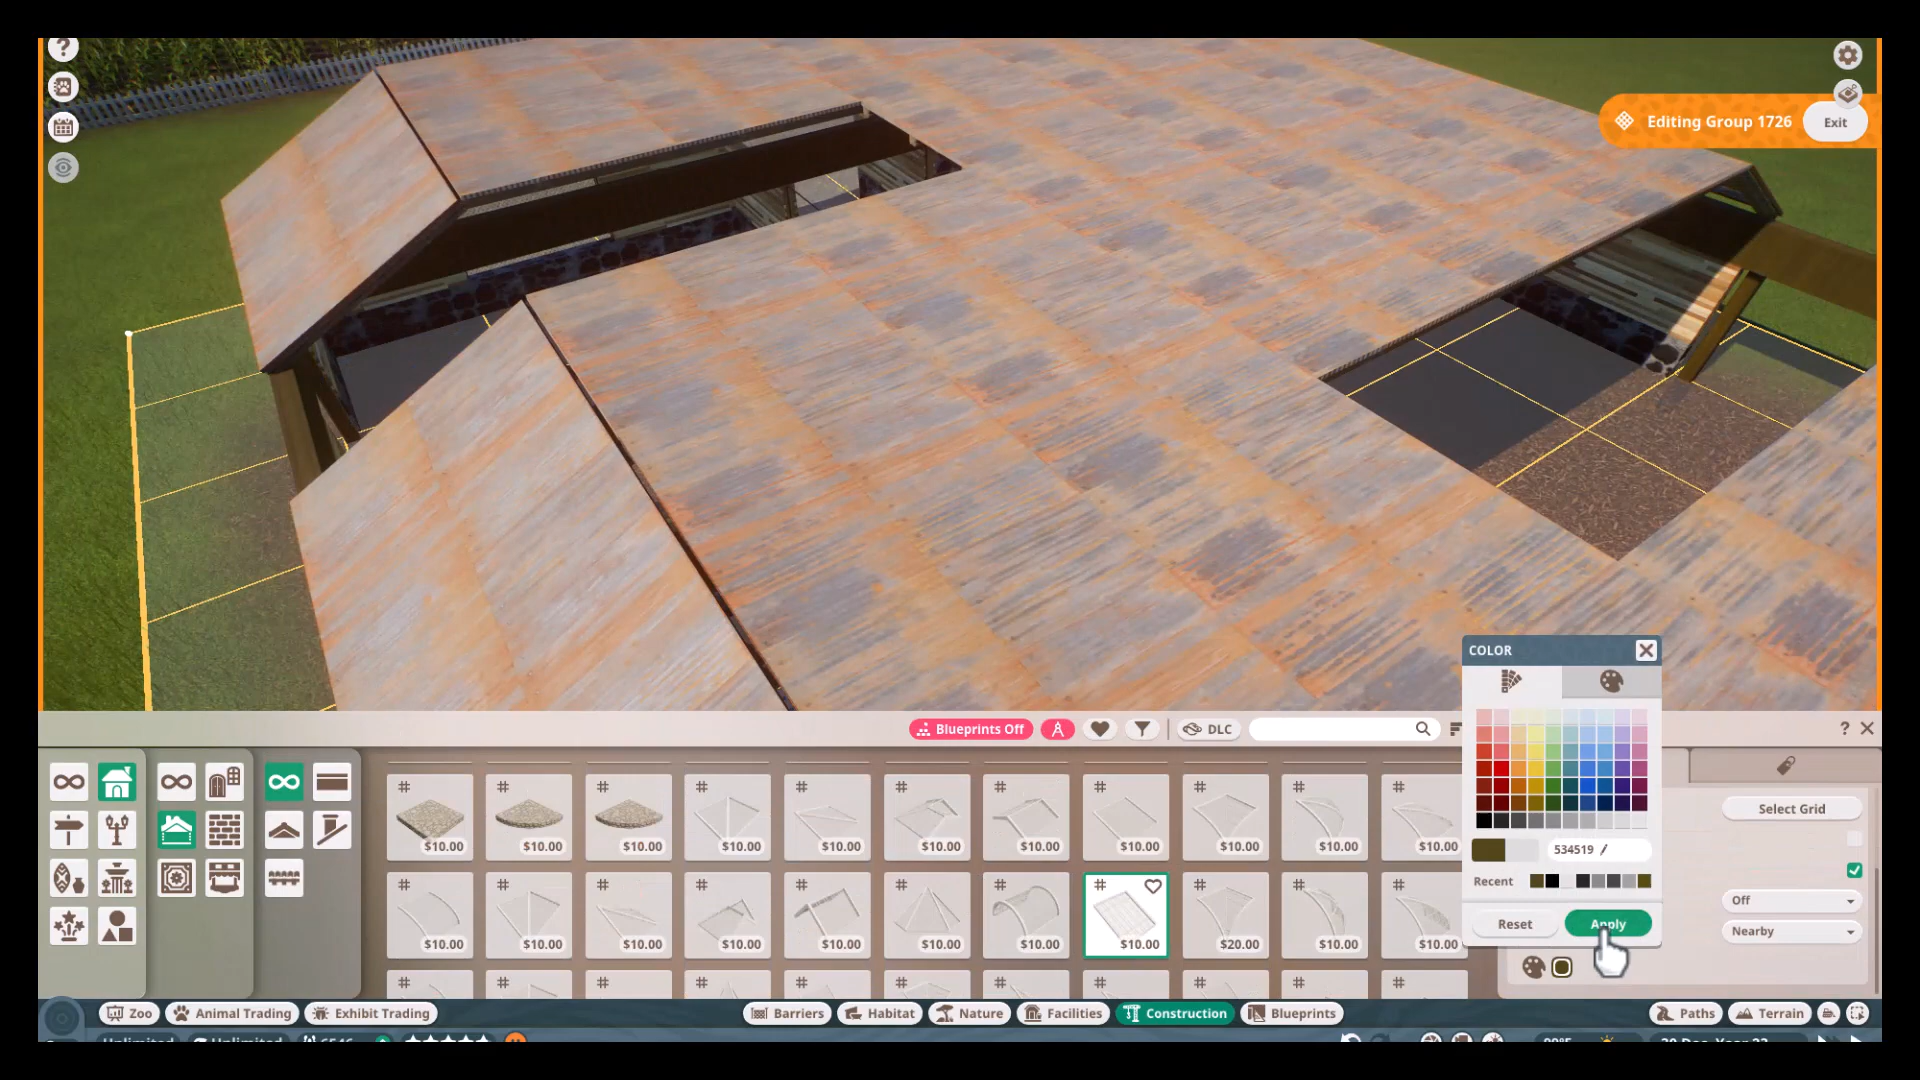 ?
Editing Group 1726
Exit
COLOR
534519
Recent
Reset
Apply
Blueprints Off
DLC
?
Select Grid
Off
Nearby
# # # # # # # # # # #
$10.00 $10.00 $10.00 $10.00 $10.00 $10.00 $10.00 $10.00 $10.00 $10.00 $10.00
# # # # # # # # # # #
$10.00 $10.00 $10.00 $10.00 $10.00 $10.00 $10.00 $10.00 $20.00 $10.00 $10.00
# # # # # # # # # # #
Zoo Animal Trading Exhibit Trading Barriers Habitat Nature Facilities Construction Blueprints Paths Terrain
Unlimited Unlimited